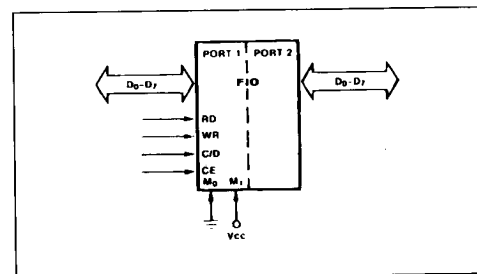 PORT 1 PORT 2
D0-D7 FIO D0-D7
RD
WR
C/D
CE
M0 M1
Vcc